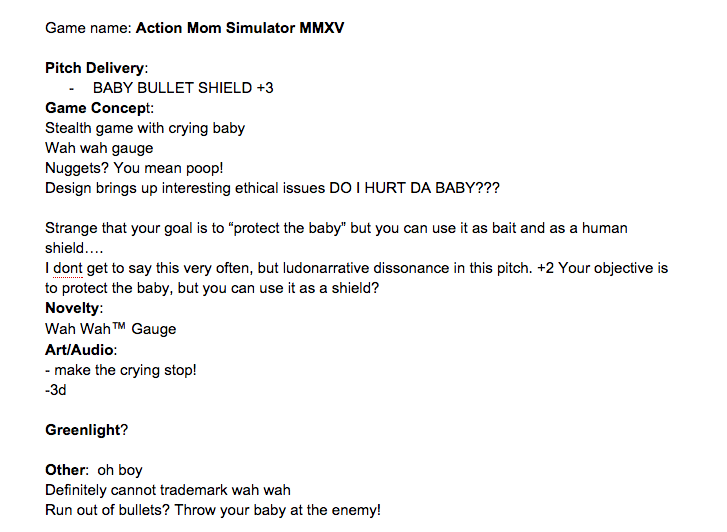 Game name: Action Mom Simulator MMXV
Pitch Delivery:
- BABY BULLET SHIELD +3
Game Concept:
Stealth game with crying baby
Wah wah gauge
Nuggets? You mean poop!
Design brings up interesting ethical issues DO I HURT DA BABY???
Strange that your goal is to “protect the baby” but you can use it as bait and as a human
shield….
I dont get to say this very often, but ludonarrative dissonance in this pitch. +2 Your objective is
to protect the baby, but you can use it as a shield?
Novelty:
Wah Wah™ Gauge
Art/Audio:
- make the crying stop!
-3d
Greenlight?
Other: oh boy
Definitely cannot trademark wah wah
Run out of bullets? Throw your baby at the enemy!